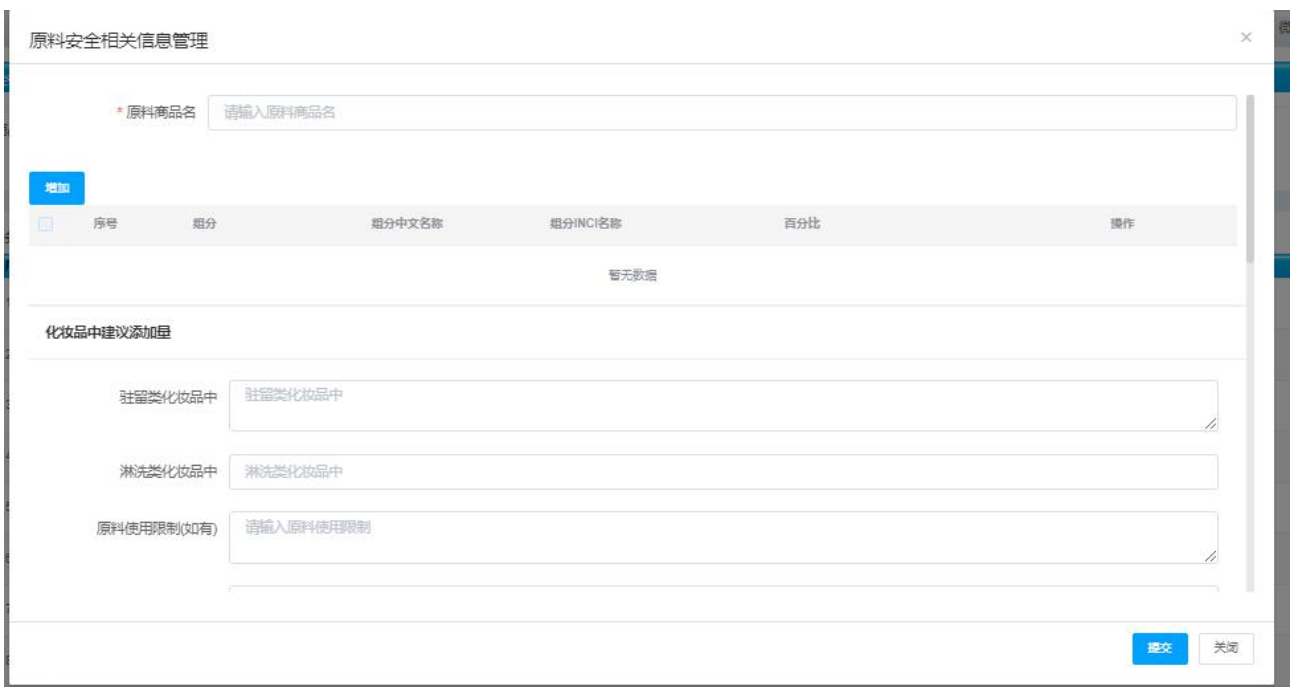 原料安全相关信息管理
* 原料商品名 请输入原料商品名
增加
序号 组分 组分中文名称 组分INCI名称 百分比 操作
暂无数据
化妆品中建议添加量
驻留类化妆品中 驻留类化妆品中
淋洗类化妆品中 淋洗类化妆品中
原料使用限制(如有) 请输入原料使用限制
提交 关闭